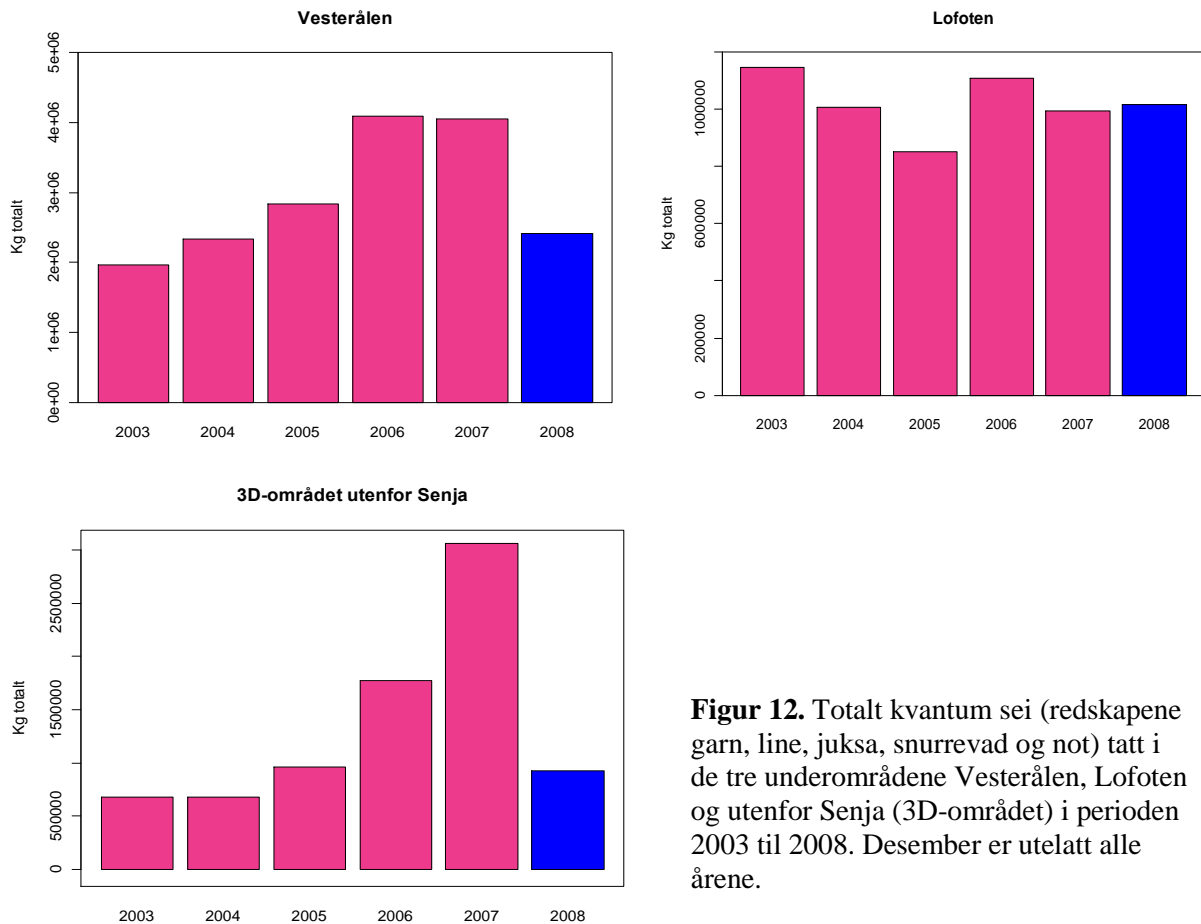 Vesterålen
Kg totalt
5e+06
4e+06
3e+06
2e+06
1e+06
0e+00
2003 2004 2005 2006 2007 2008
Lofoten
Kg totalt
1000000
600000
200000
0
2003 2004 2005 2006 2007 2008
3D-området utenfor Senja
Kg totalt
2500000
1500000
500000
0
2003 2004 2005 2006 2007 2008
Figur 12. Totalt kvantum sei (redskapene
garn, line, juksa, snurrevad og not) tatt i
de tre underområdene Vesterålen, Lofoten
og utenfor Senja (3D-området) i perioden
2003 til 2008. Desember er utelatt alle
årene.